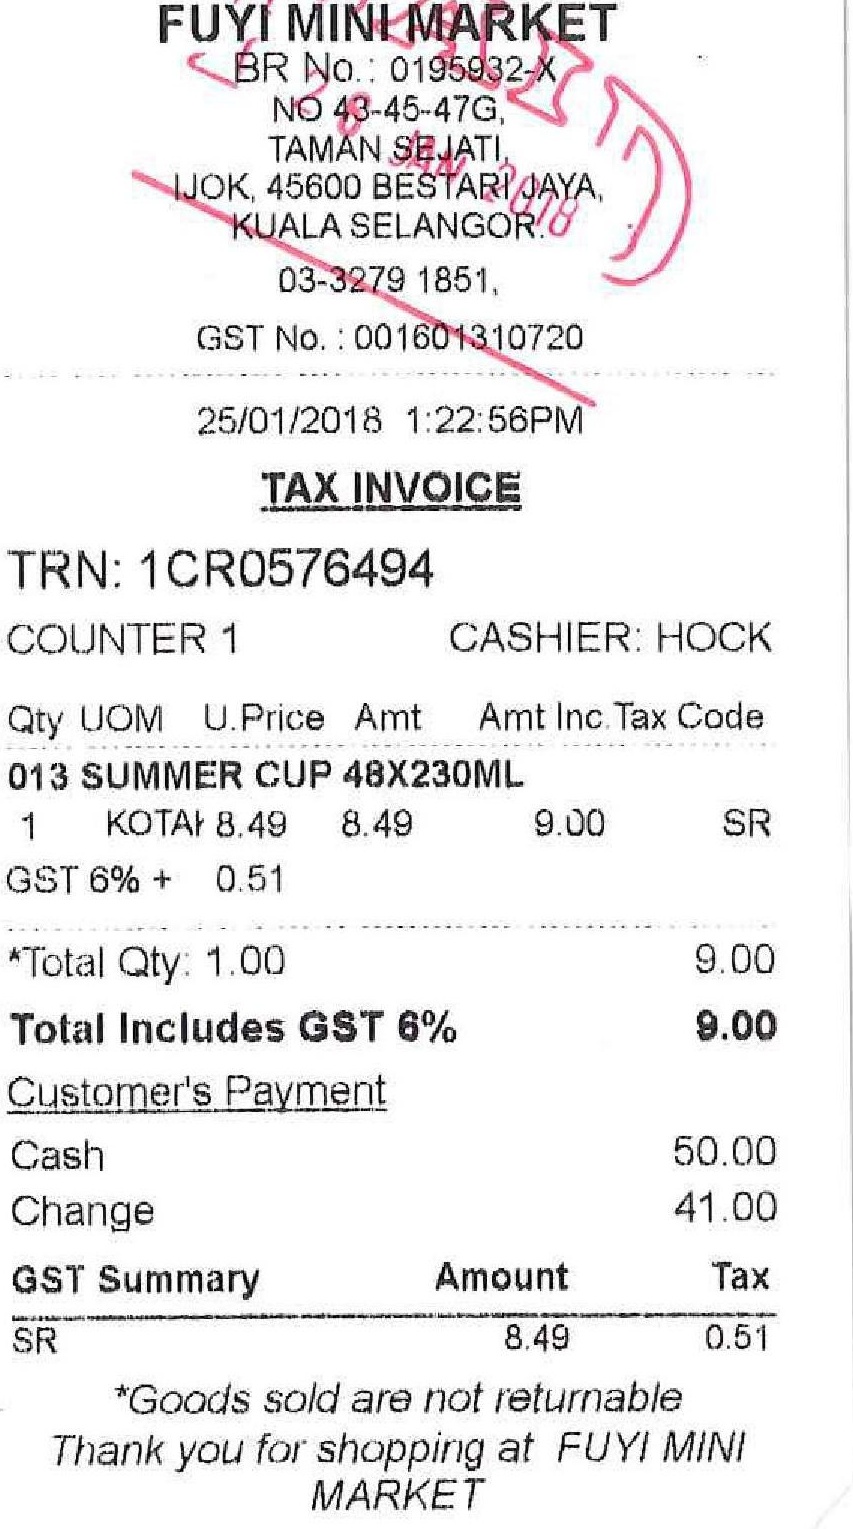 FUYI MINI MARKET
BR No.: 0195932-X
NO 43-45-47G,
TAMAN SEJATI,
IJOK, 45600 BESTARI JAYA,
KUALA SELANGOR.
03-3279 1851,
GST No. : 001601310720
28 JAN 2018
25/01/2018 1:22:56PM
TAX INVOICE
TRN: 1CR0576494
COUNTER 1 CASHIER: HOCK
Qty UOM U.Price Amt Amt Inc.Tax Code
013 SUMMER CUP 48X230ML
1 KOTAK 8.49 8.49 9.00 SR
GST 6% + 0.51
*Total Qty: 1.00 9.00
Total Includes GST 6% 9.00
Customer's Payment
Cash 50.00
Change 41.00
GST Summary Amount Tax
SR 8.49 0.51
*Goods sold are not returnable
Thank you for shopping at FUYI MINI
MARKET